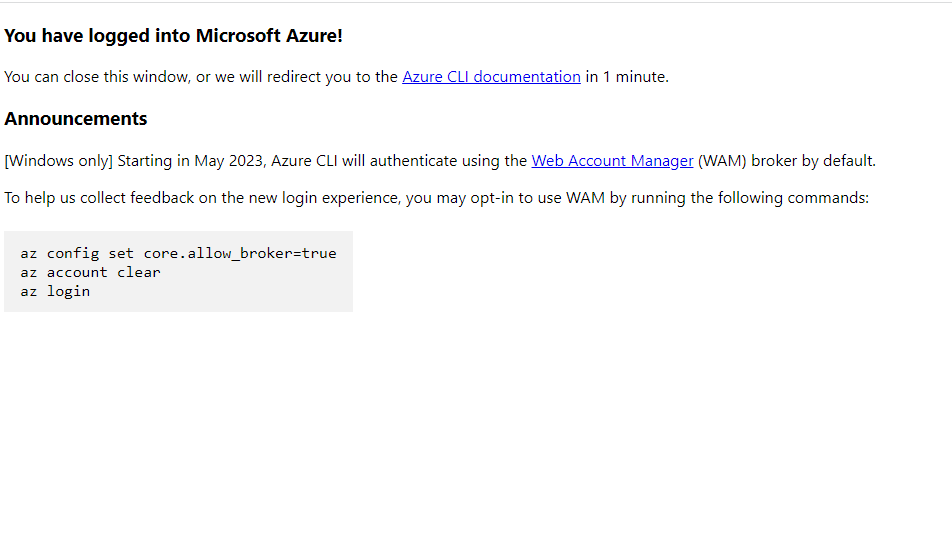 You have logged into Microsoft Azure!
You can close this window, or we will redirect you to the Azure CLI documentation in 1 minute.
Announcements
[Windows only] Starting in May 2023, Azure CLI will authenticate using the Web Account Manager (WAM) broker by default.
To help us collect feedback on the new login experience, you may opt-in to use WAM by running the following commands:
az config set core.allow_broker=true
az account clear
az login